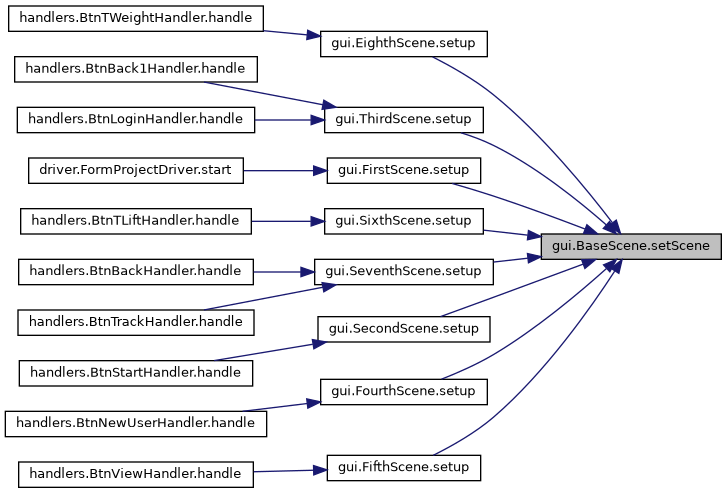 handlers.BtnTWeightHandler.handle
gui.EighthScene.setup
handlers.BtnBack1Handler.handle
handlers.BtnLoginHandler.handle
gui.ThirdScene.setup
driver.FormProjectDriver.start
gui.FirstScene.setup
handlers.BtnTLiftHandler.handle
gui.SixthScene.setup
gui.BaseScene.setScene
handlers.BtnBackHandler.handle
gui.SeventhScene.setup
handlers.BtnTrackHandler.handle
gui.SecondScene.setup
handlers.BtnStartHandler.handle
gui.FourthScene.setup
handlers.BtnNewUserHandler.handle
gui.FifthScene.setup
handlers.BtnViewHandler.handle